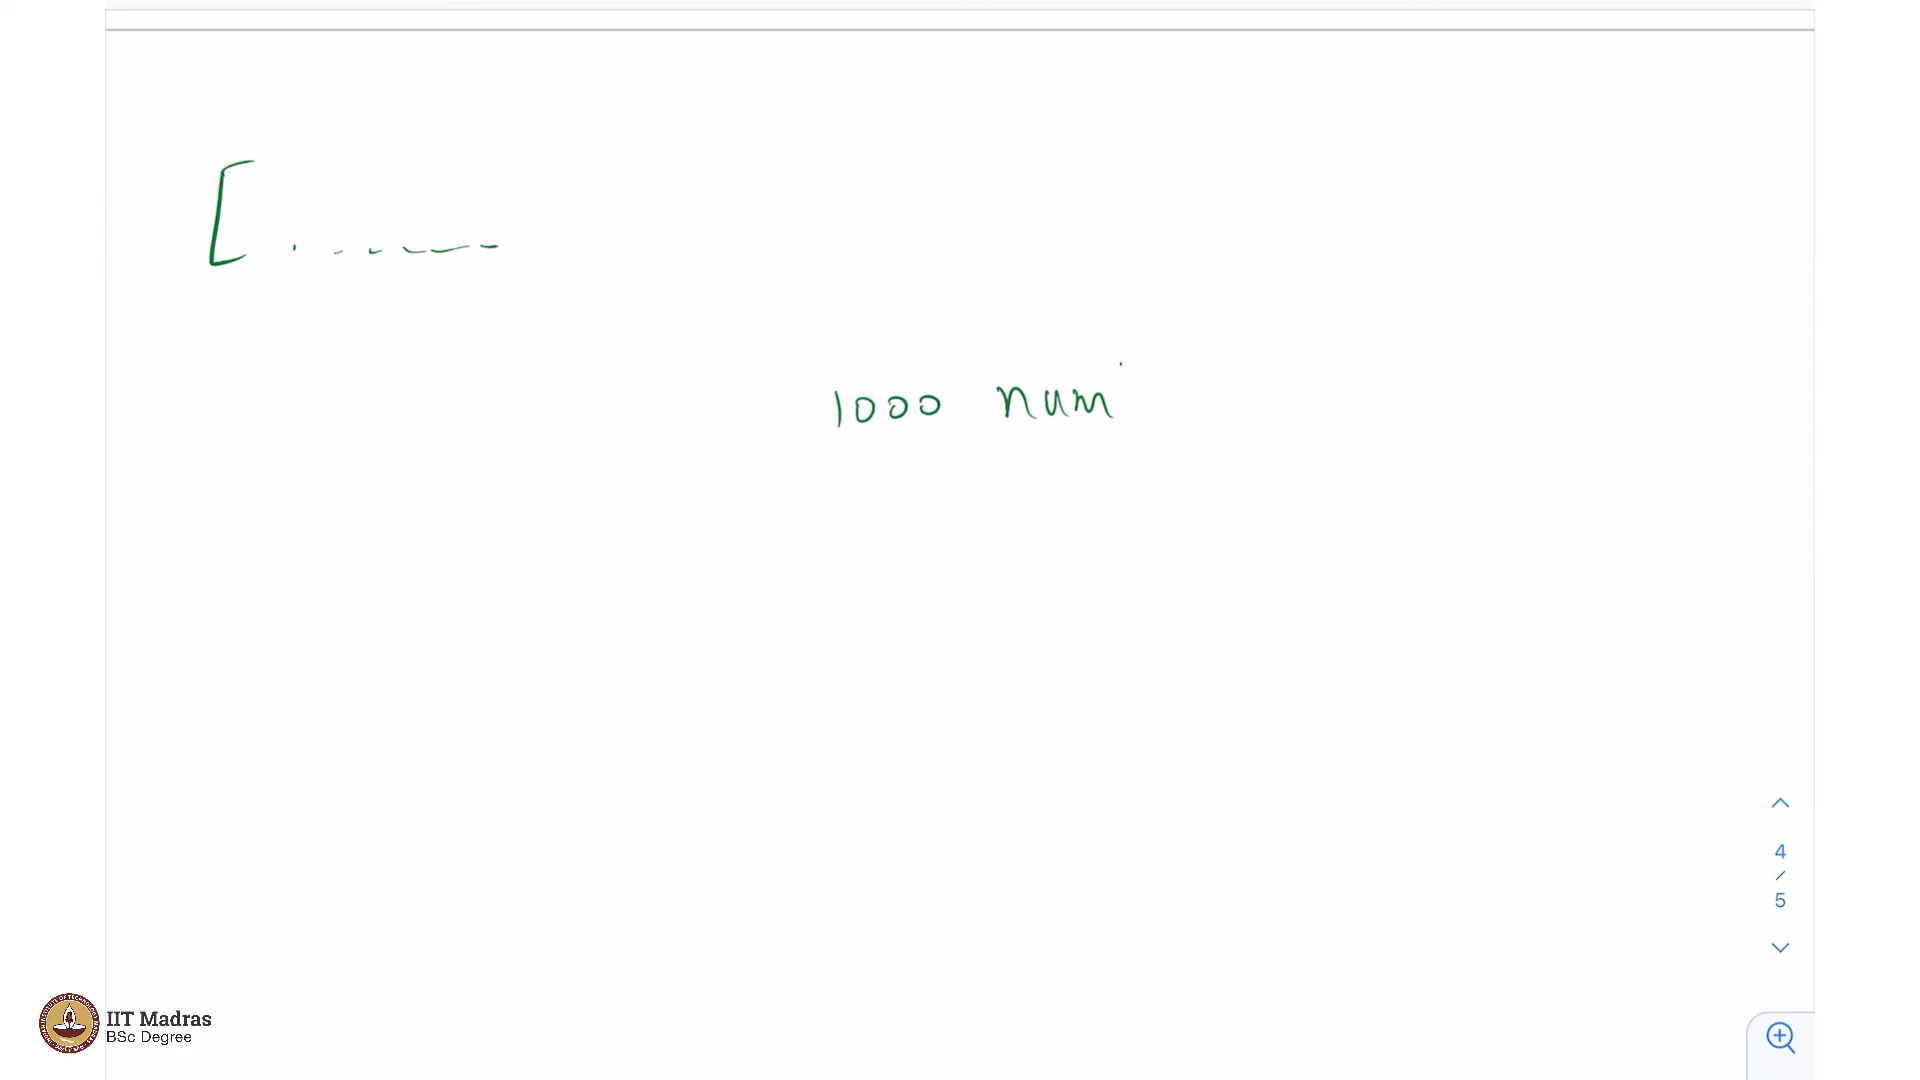 [ . . . . . . .
1000 num
4
/
5
IIT Madras
BSc Degree